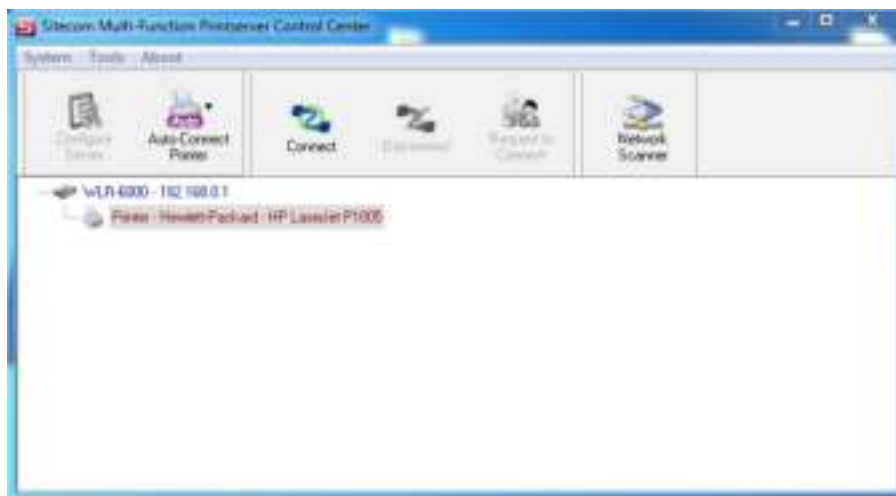 Sitecom Multi-Function Printserver Control Center
System Tools About
Configure Server
Auto-Connect Printer
Connect
Disconnect
Request to Connect
Network Scanner
WLR-6000 - 192.168.0.1
Printer - Hewlett-Packard - HP LaserJet P1005